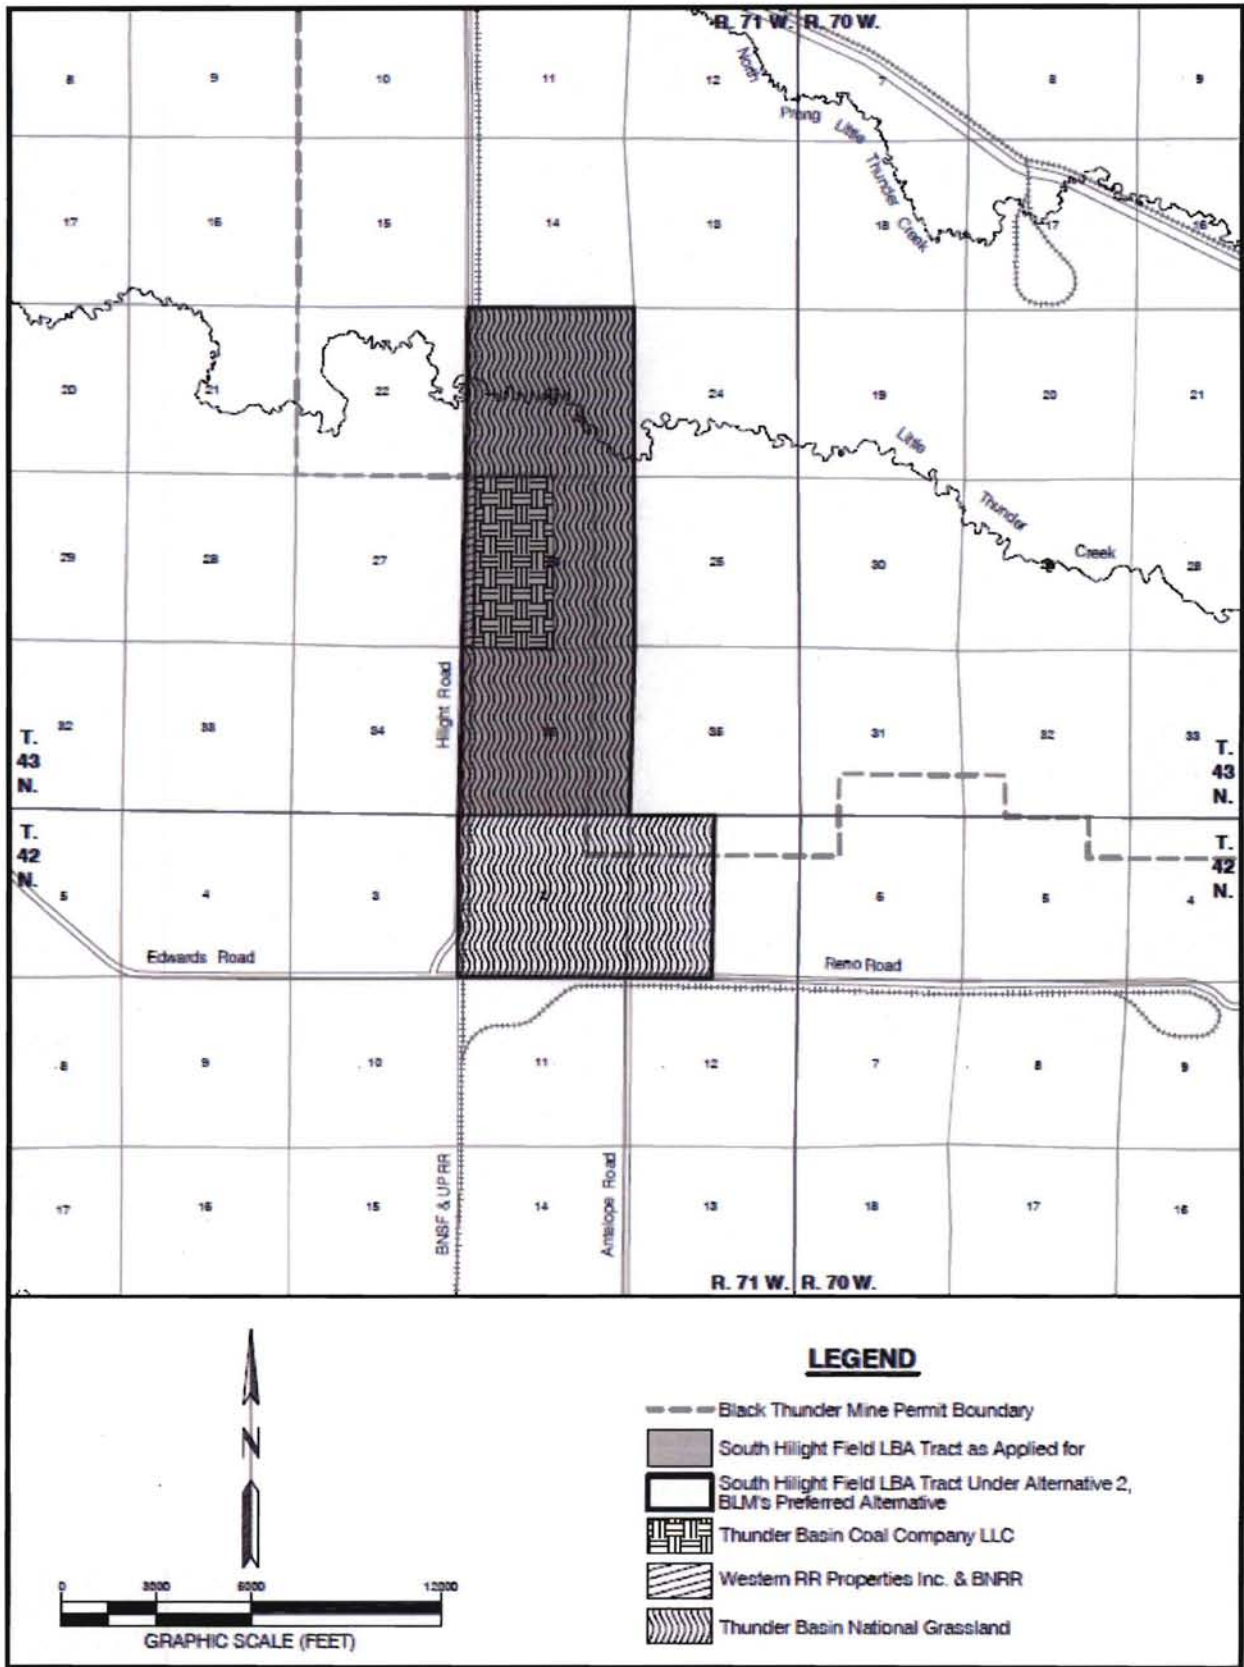 R. 71 W. R. 70 W.
8 9 10 11 12 7 8 9
North
Prong
Little
Thunder
Creek
17 16 15 14 13 18 17 16
20 21 22 24 19 20 21
Little
Thunder
Creek
29 28 27 25 30 29 28
Hilight Road
32 33 34 35 31 32 33
T.
43
N.
T.
43
N.
T.
42
N.
T.
42
N.
5 4 3 2 6 5 4
Edwards Road
Reno Road
8 9 10 11 12 7 8 9
BNSF & UPRR
Antelope Road
17 16 15 14 13 18 17 16
R. 71 W. R. 70 W.
N
0 3000 6000 12000
GRAPHIC SCALE (FEET)
LEGEND
Black Thunder Mine Permit Boundary
South Hilight Field LBA Tract as Applied for
South Hilight Field LBA Tract Under Alternative 2,
BLM's Preferred Alternative
Thunder Basin Coal Company LLC
Western RR Properties Inc. & BNRR
Thunder Basin National Grassland